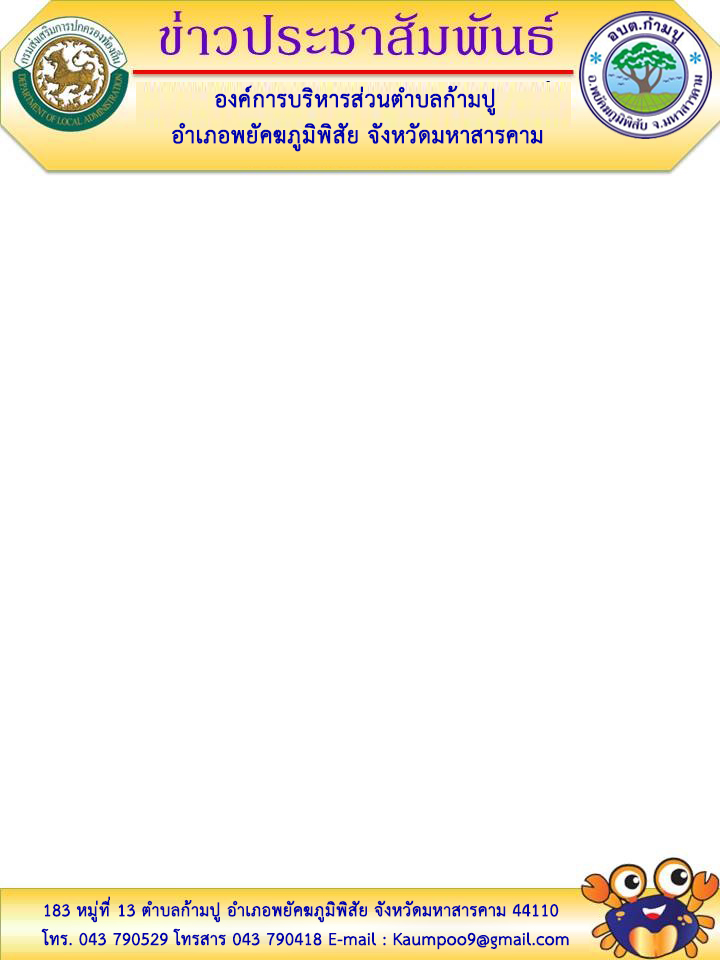 ข่าวประชาสัมพันธ์
องค์การบริหารส่วนตำบลก้ามปู
อำเภอพยัคฆภูมิพิสัย จังหวัดมหาสารคาม
กรมส่งเสริมการปกครองท้องถิ่น
DEPARTMENT OF LOCAL ADMINISTRATION
อบต.ก้ามปู
อ.พยัคฆภูมิพิสัย จ.มหาสารคาม
183 หมู่ที่ 13 ตำบลก้ามปู อำเภอพยัคฆภูมิพิสัย จังหวัดมหาสารคาม 44110
โทร. 043 790529 โทรสาร 043 790418 E-mail : Kaumpoo9@gmail.com